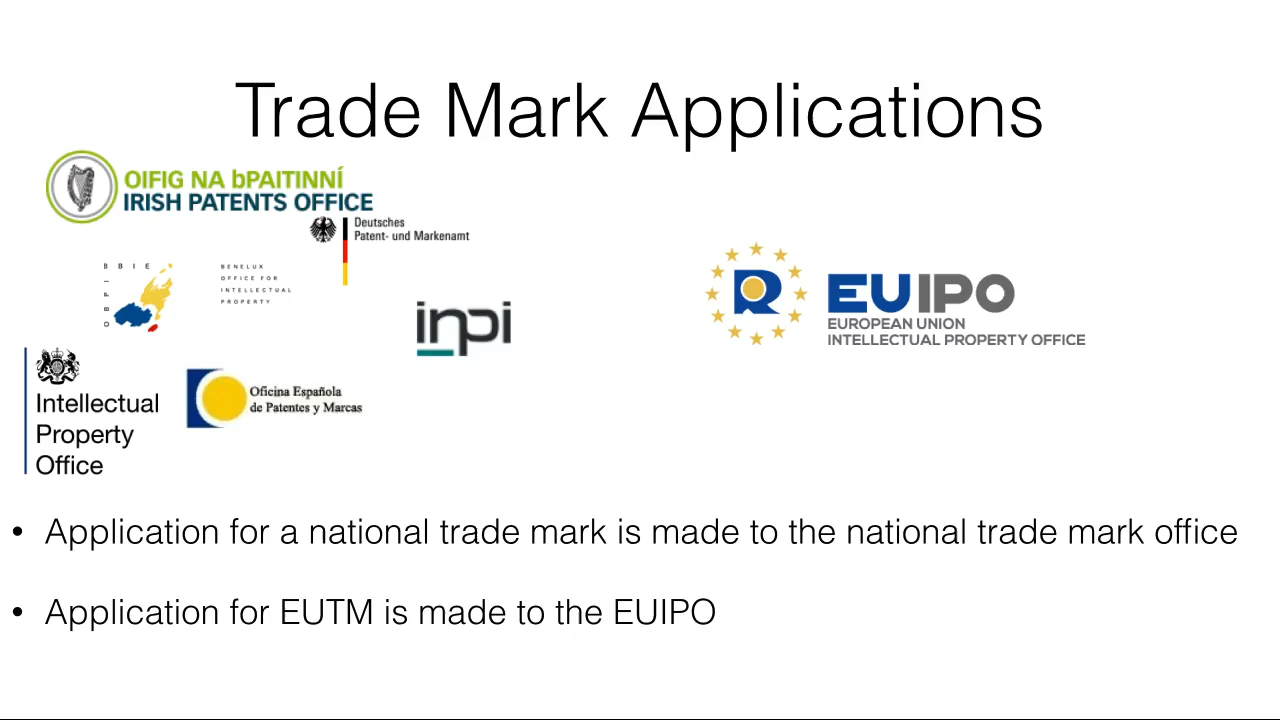 Trade Mark Applications
OIFIG NA bPAITINNÍ
IRISH PATENTS OFFICE
Deutsches
Patent- und Markenamt
BBIE
OBPI
BENELUX
OFFICE FOR
INTELLECTUAL
PROPERTY
inpi
R
EUIPO
EUROPEAN UNION
INTELLECTUAL PROPERTY OFFICE
Intellectual
Property
Office
Oficina Española
de Patentes y Marcas
• Application for a national trade mark is made to the national trade mark office
• Application for EUTM is made to the EUIPO